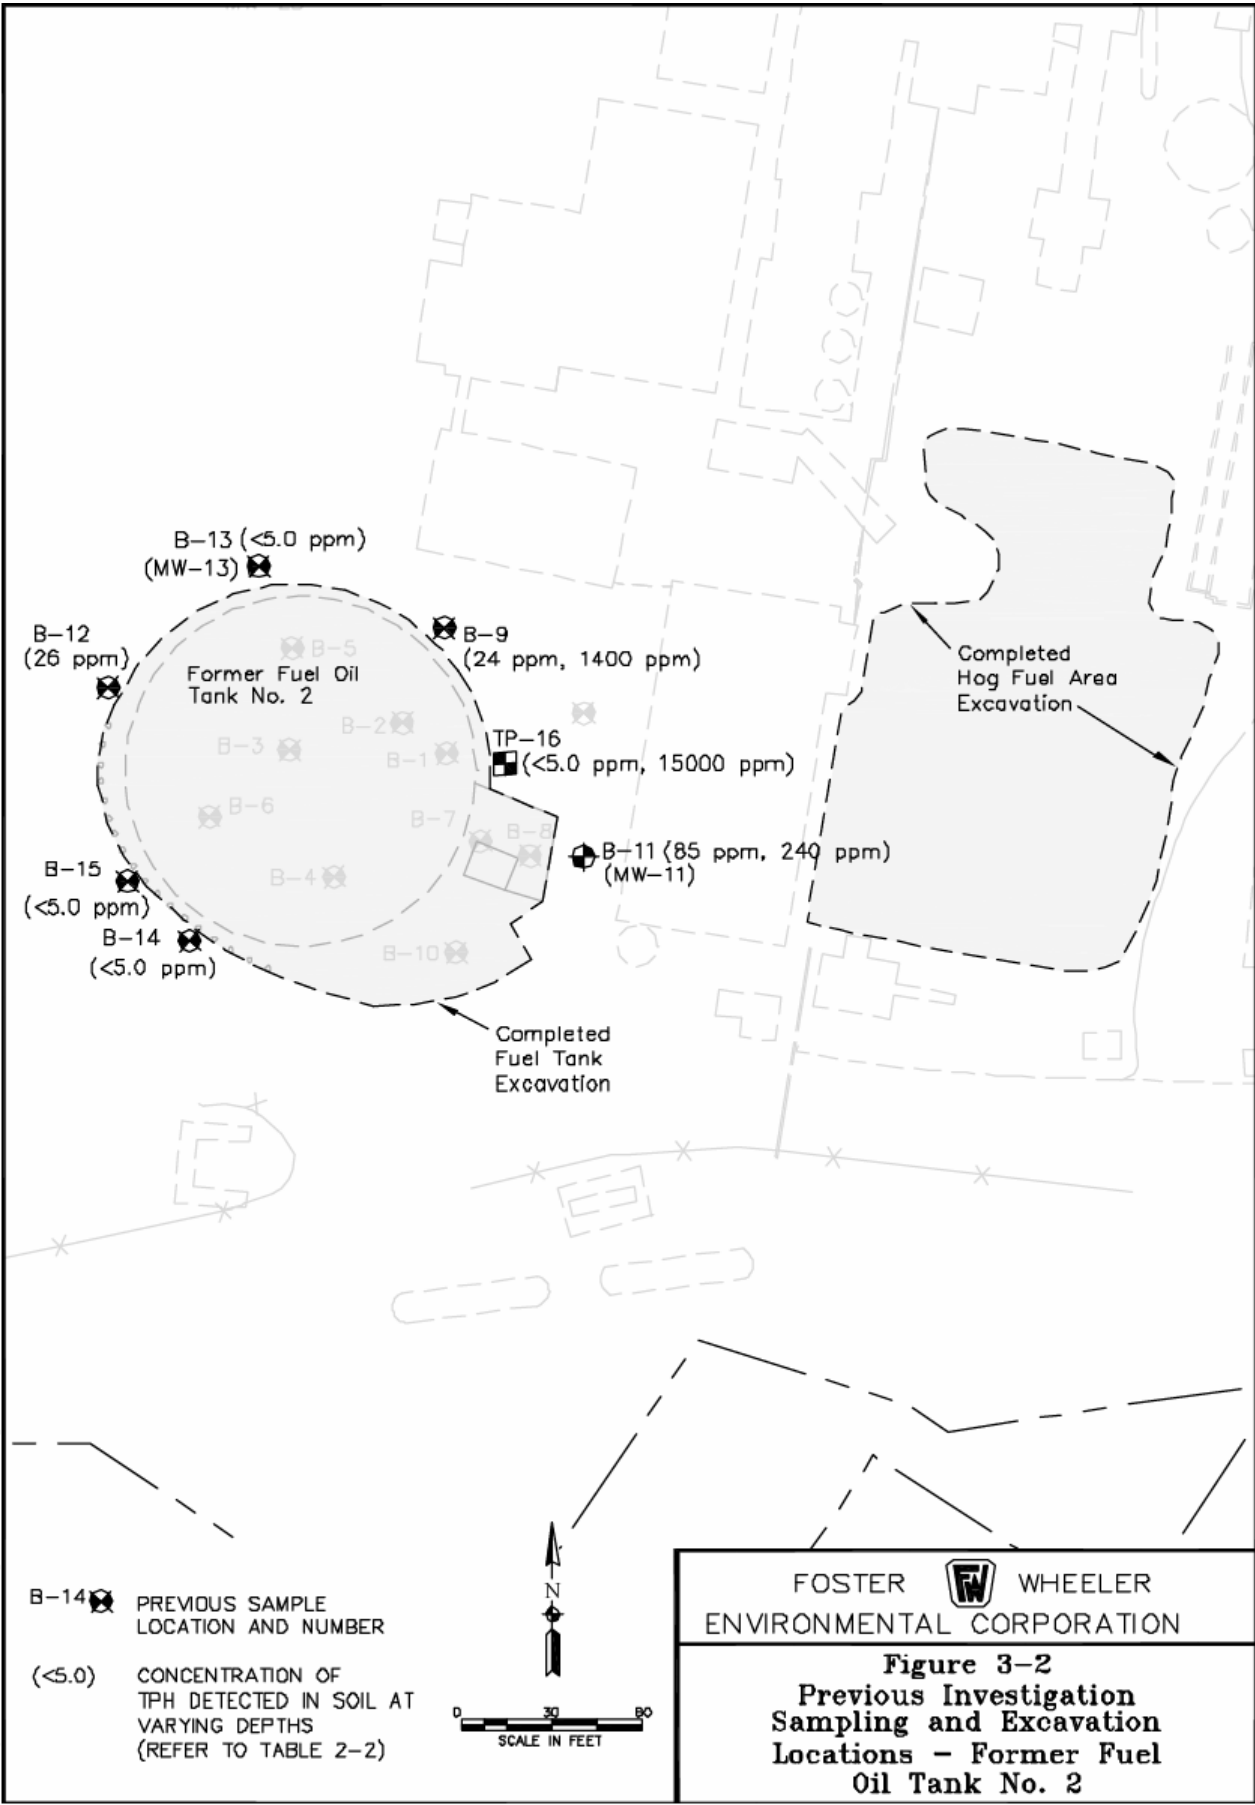 B-13 (<5.0 ppm)
(MW-13)
B-12
(26 ppm)
B-9
(24 ppm, 1400 ppm)
B-5
Former Fuel Oil
Tank No. 2
B-2
B-3
B-1
TP-16
(<5.0 ppm, 15000 ppm)
B-6
B-7
B-8
B-11 (85 ppm, 240 ppm)
(MW-11)
B-4
B-15
(<5.0 ppm)
B-14
(<5.0 ppm)
B-10
Completed
Hog Fuel Area
Excavation
Completed
Fuel Tank
Excavation
B-14
PREVIOUS SAMPLE
LOCATION AND NUMBER
(<5.0)
CONCENTRATION OF
TPH DETECTED IN SOIL AT
VARYING DEPTHS
(REFER TO TABLE 2-2)
N
0 30 60
SCALE IN FEET
FOSTER FW WHEELER
ENVIRONMENTAL CORPORATION
Figure 3-2
Previous Investigation
Sampling and Excavation
Locations - Former Fuel
Oil Tank No. 2